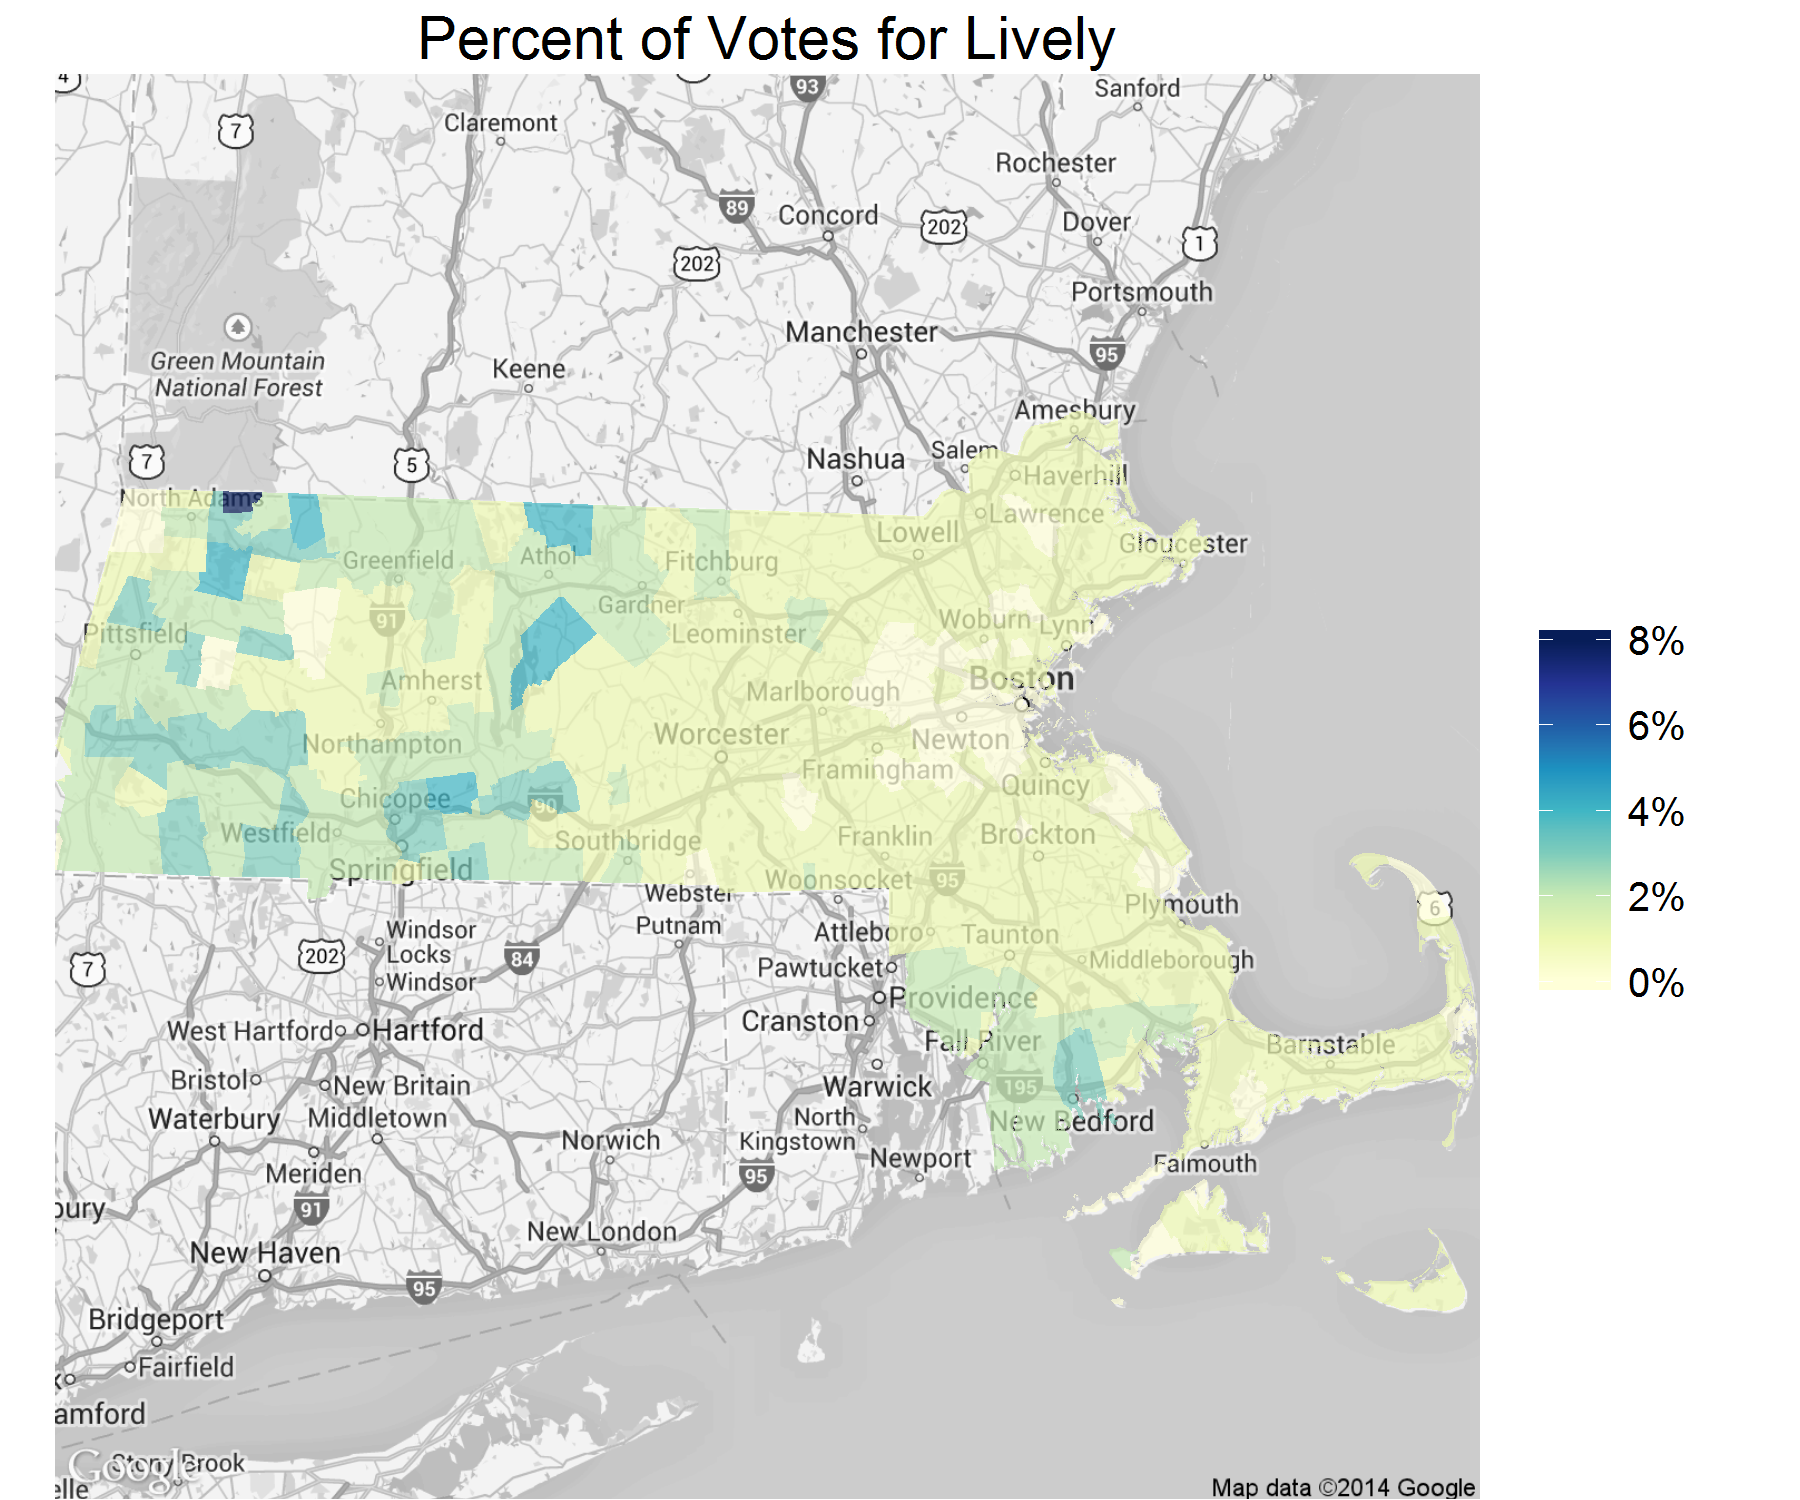 Percent of Votes for Lively
4
93
Sanford
7
Claremont
Rochester
89
Concord
202
Dover
1
202
Portsmouth
Manchester
95
Green Mountain
National Forest
Keene
Amesbury
7
5
Nashua
Salem
Haverhill
North Adams
Lawrence
Lowell
Gloucester
Greenfield
Athol
Fitchburg
8%
Gardner
91
Woburn
Lynn
Pittsfield
Leominster
Amherst
Marlborough
Boston
6%
Northampton
Worcester
Newton
Framingham
Quincy
Chicopee
90
4%
Westfield
Southbridge
Franklin
Brockton
Springfield
Webster
Woonsocket
95
2%
Plymouth
6
Windsor
Locks
202
84
Putnam
Attleboro
Taunton
7
Windsor
Pawtucket
Middleborough
0%
Providence
West Hartford
Hartford
Cranston
Fall River
Barnstable
Bristol
New Britain
Warwick
195
Waterbury
Middletown
North
Kingstown
New Bedford
Norwich
Newport
Falmouth
Meriden
95
bury
91
New Haven
New London
95
Bridgeport
Fairfield
amford
Google
Stony Brook
elle
Map data ©2014 Google